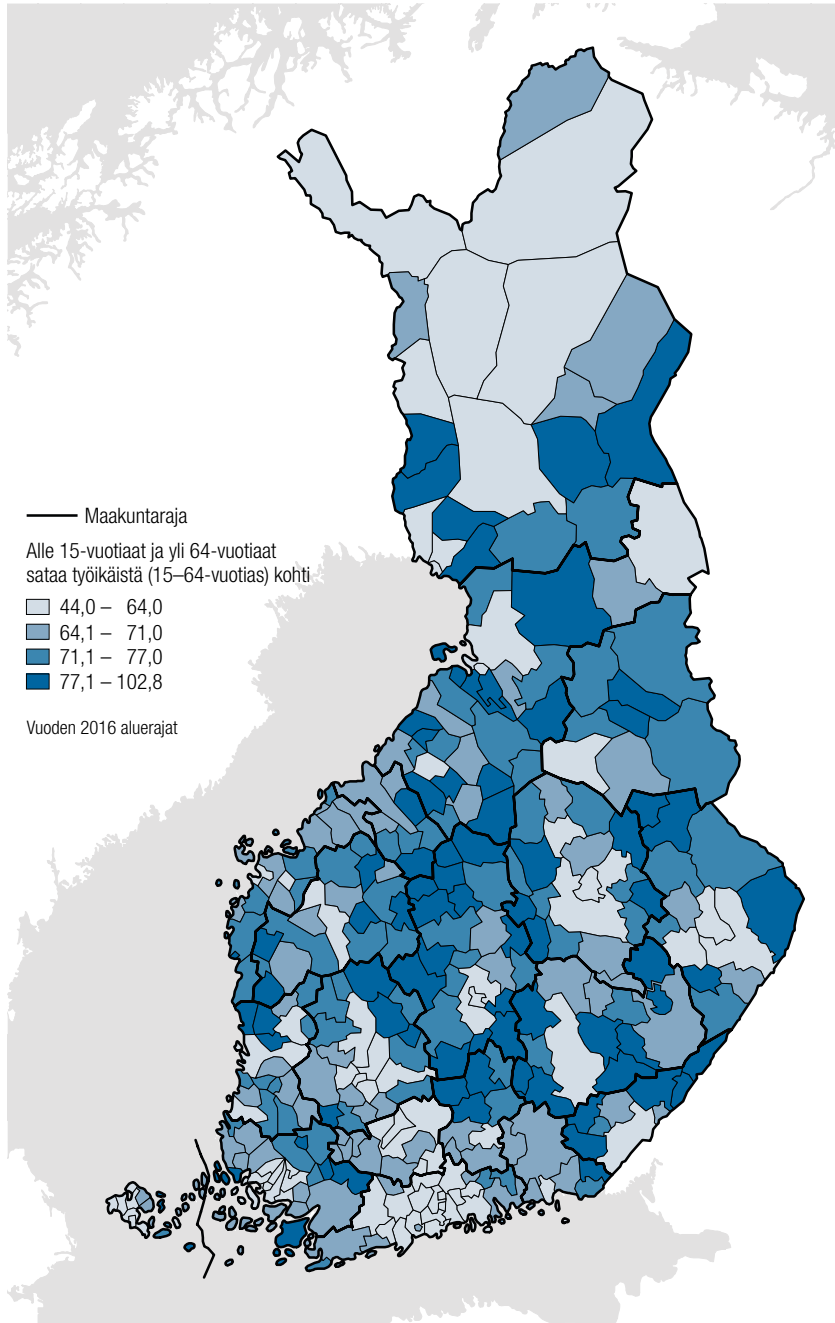 Maakuntaraja
Alle 15-vuotiaat ja yli 64-vuotiaat
sataa työikäistä (15–64-vuotias) kohti
44,0 – 64,0
64,1 – 71,0
71,1 – 77,0
77,1 – 102,8
Vuoden 2016 aluerajat